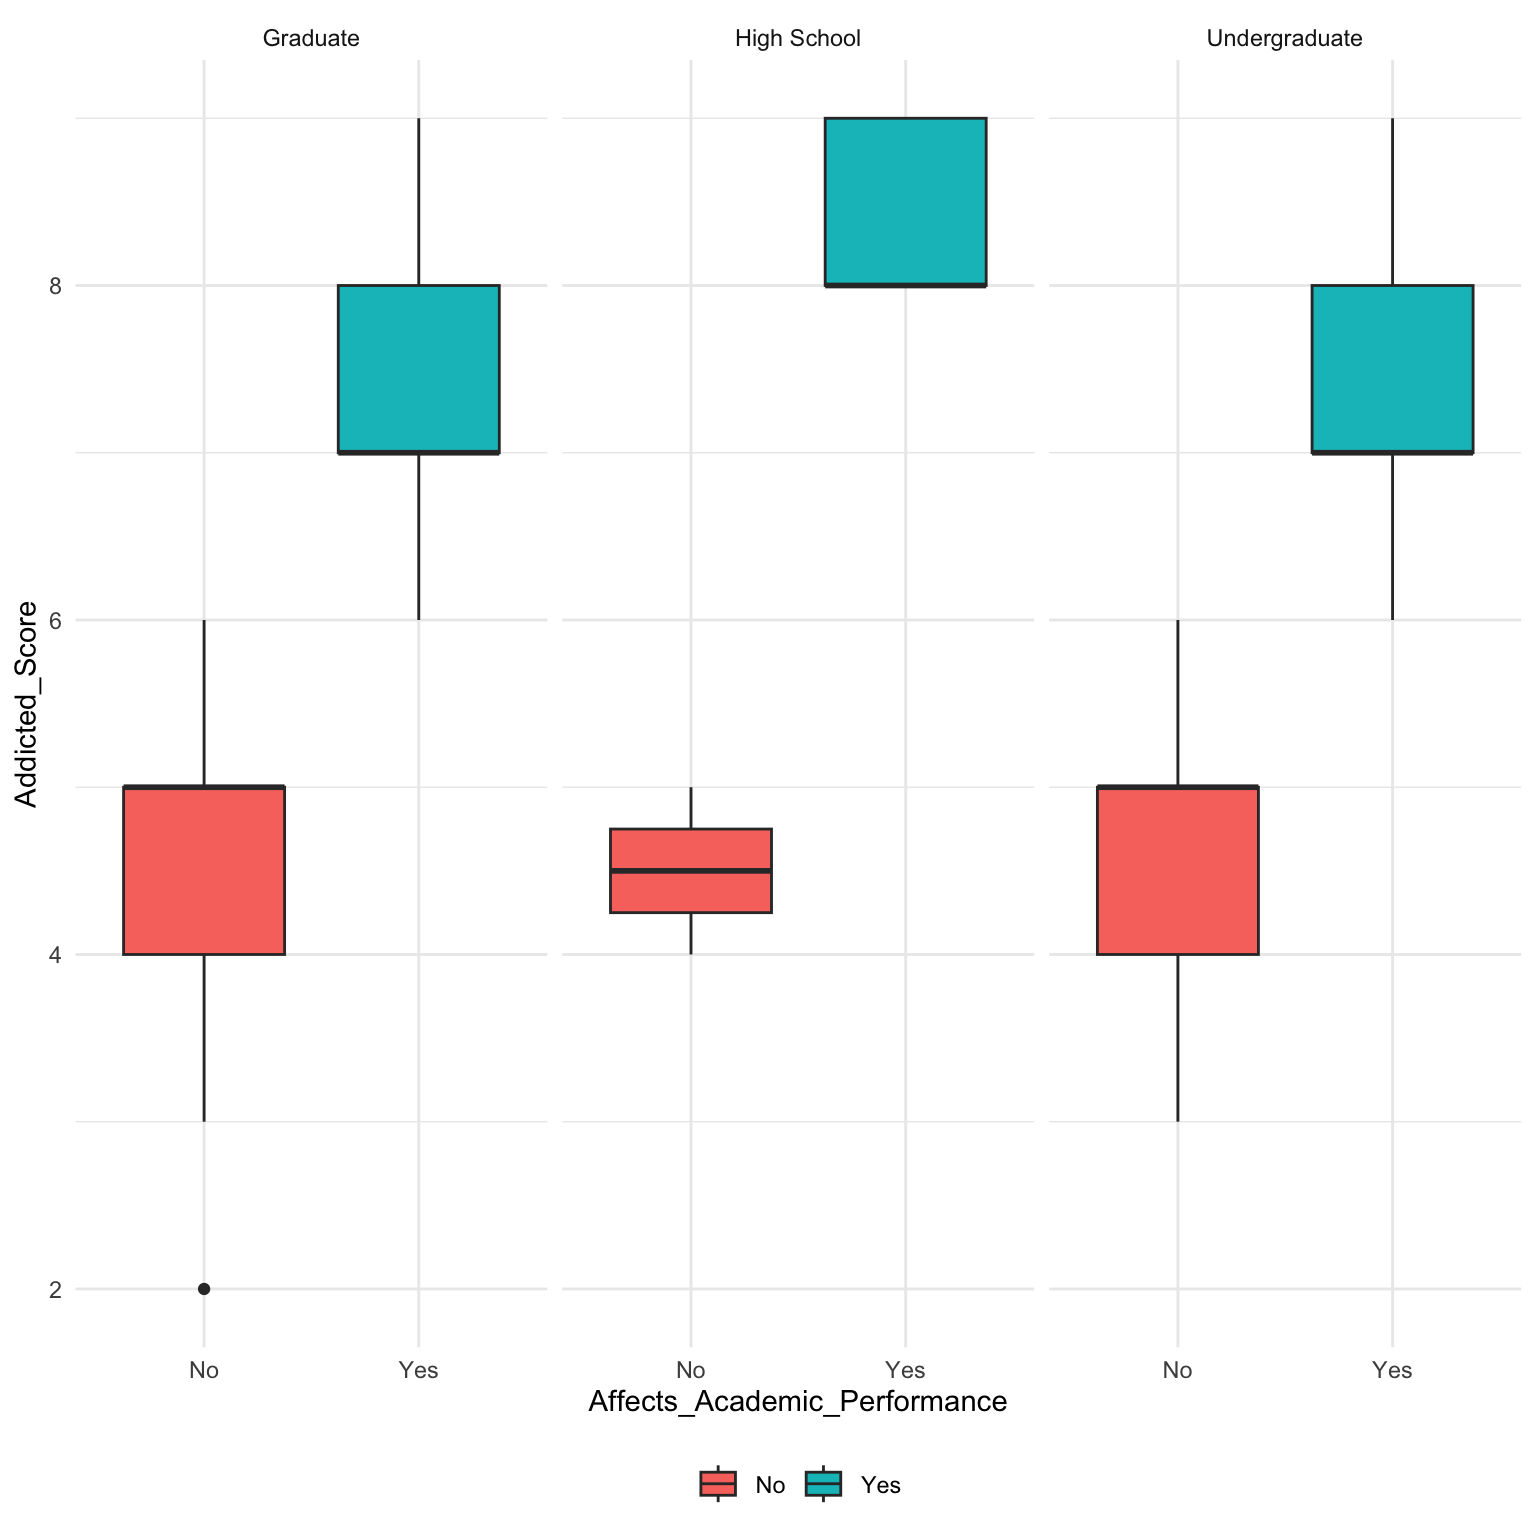 Graduate High School Undergraduate
Addicted_Score
8
6
4
2
No Yes No Yes No Yes
Affects_Academic_Performance
No Yes